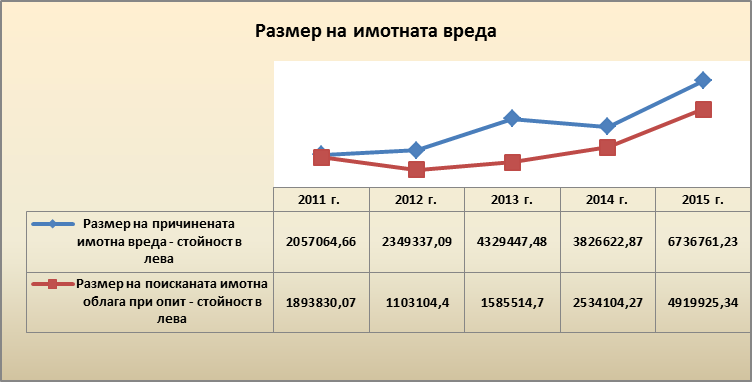 Размер на имотната вреда
2011 г. 2012 г. 2013 г. 2014 г. 2015 г.
Размер на причинената
имотна вреда - стойност в
лева
2057064,66 2349337,09 4329447,48 3826622,87 6736761,23
Размер на поисканата имотна
облага при опит - стойност в
лева
1893830,07 1103104,4 1585514,7 2534104,27 4919925,34